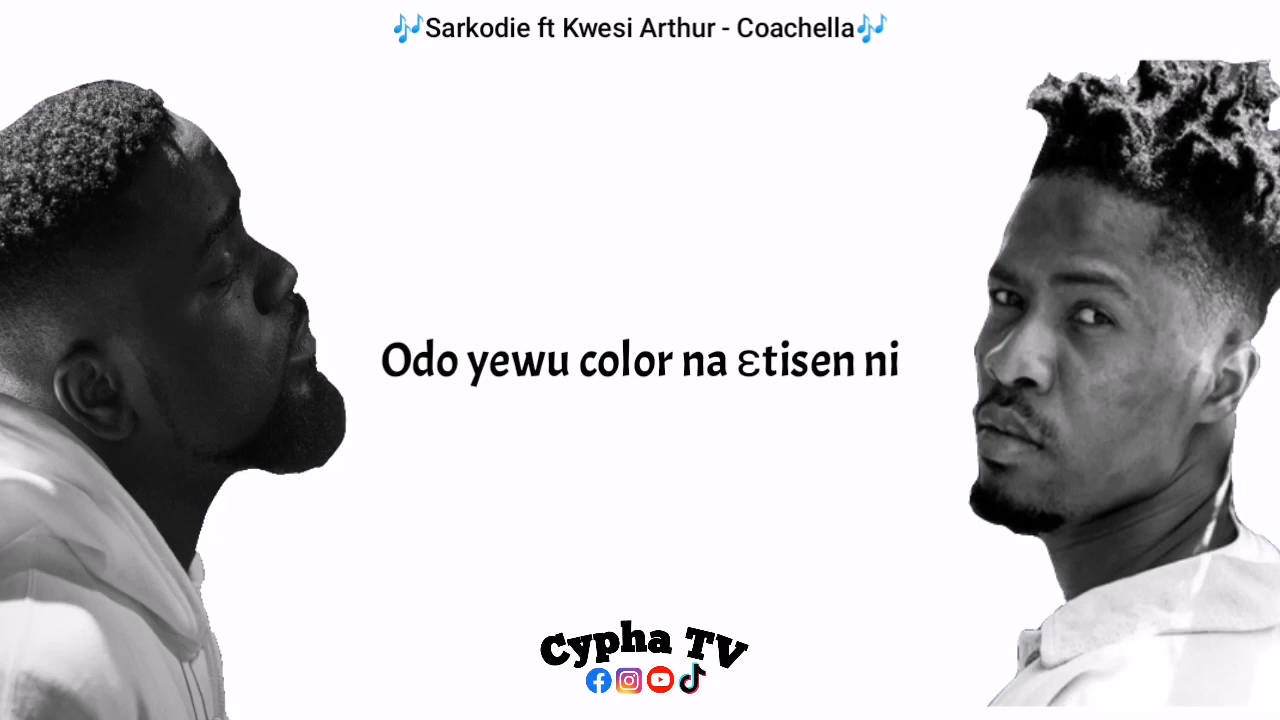 🎶Sarkodie ft Kwesi Arthur - Coachella🎶
Odo yewu color na ɛtisen ni
Cypha TV